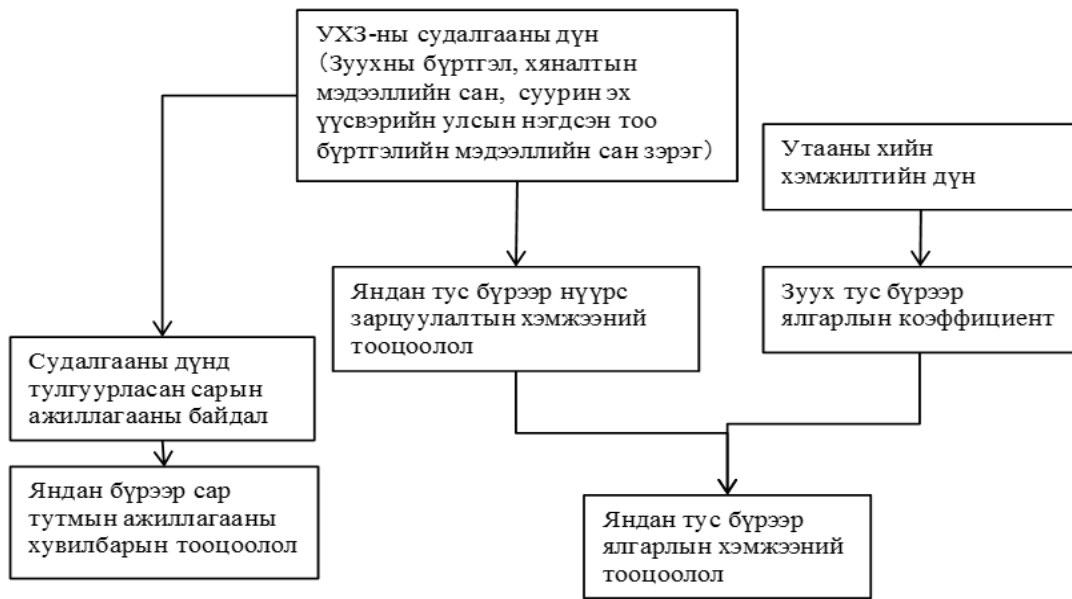 УХЗ-ны судалгааны дүн
(Зуухны бүртгэл, хяналтын
мэдээллийн сан, суурин эх
үүсвэрийн улсын нэгдсэн тоо
бүртгэлийн мэдээллийн сан зэрэг)
Утааны хийн
хэмжилтийн дүн
Яндан тус бүрээр нүүрс
зарцуулалтын хэмжээний
тооцоолол
Зуух тус бүрээр
ялгарлын коэффициент
Судалгааны дүнд
тулгуурласан сарын
ажиллагааны байдал
Яндан бүрээр сар
тутмын ажиллагааны
хувилбарын тооцоолол
Яндан тус бүрээр
ялгарлын хэмжээний
тооцоолол